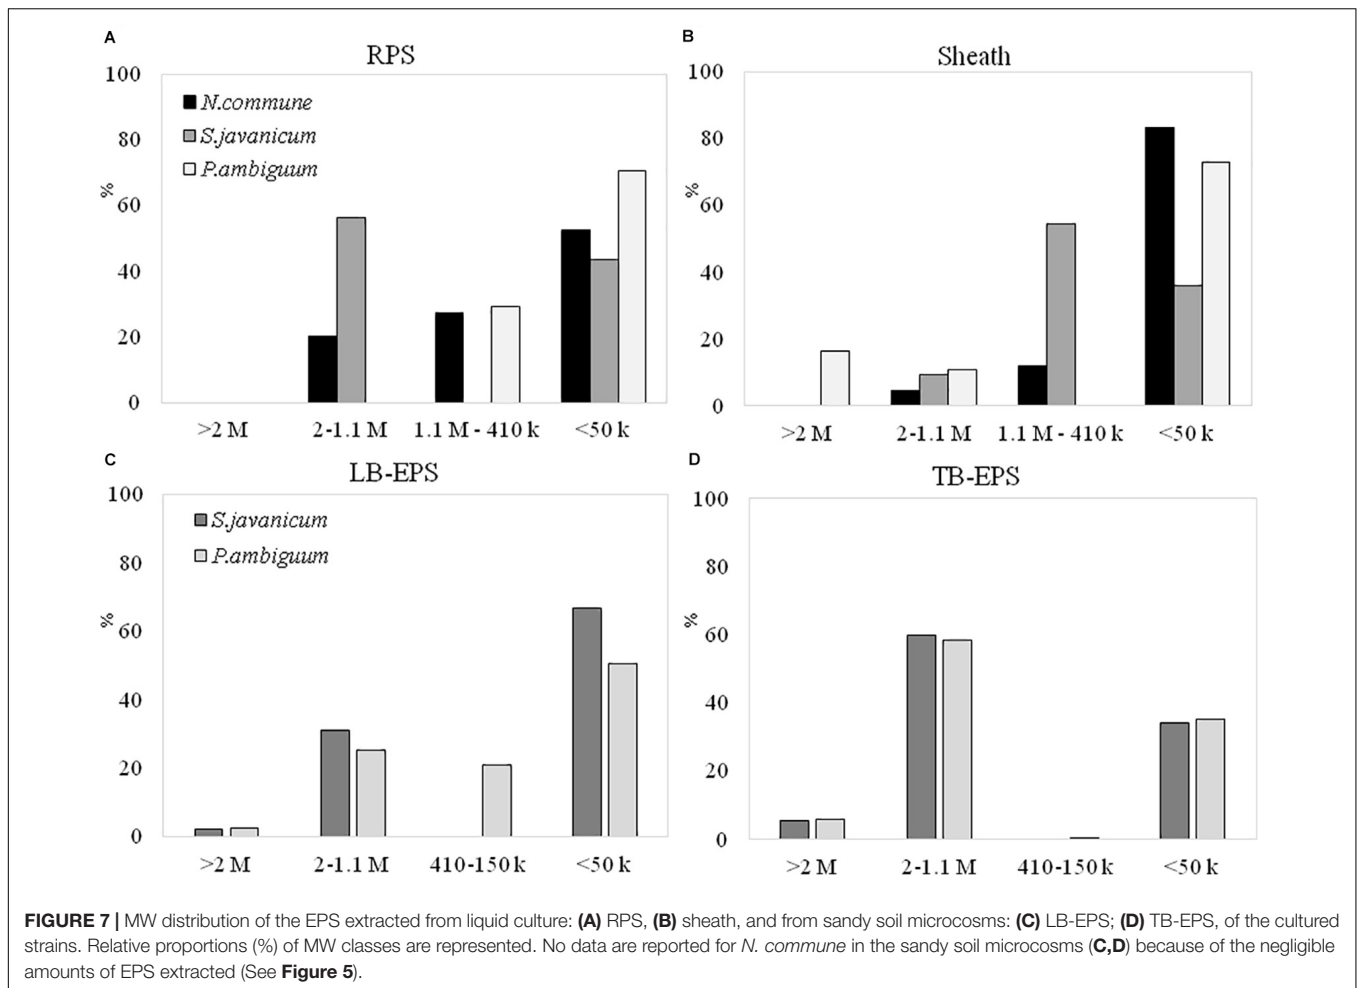 A
RPS
100
80
60
40
20
0
%
N.commune
S.javanicum
P.ambiguum
>2 M
2-1.1 M
1.1 M - 410 k
<50 k
B
Sheath
100
80
60
40
20
0
%
>2 M
2-1.1 M
1.1 M - 410 k
<50 k
C
LB-EPS
100
80
60
40
20
0
%
S.javanicum
P.ambiguum
>2 M
2-1.1 M
410-150 k
<50 k
D
TB-EPS
100
80
60
40
20
0
%
>2 M
2-1.1 M
410-150k
<50 k
FIGURE 7 | MW distribution of the EPS extracted from liquid culture: (A) RPS, (B) sheath, and from sandy soil microcosms: (C) LB-EPS; (D) TB-EPS, of the cultured
strains. Relative proportions (%) of MW classes are represented. No data are reported for N. commune in the sandy soil microcosms (C,D) because of the negligible
amounts of EPS extracted (See Figure 5).